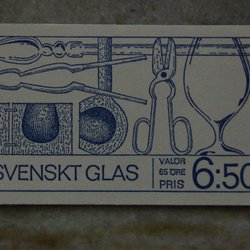 SVENSKT GLAS
VALÖR
65 ÖRE
PRIS
6:50